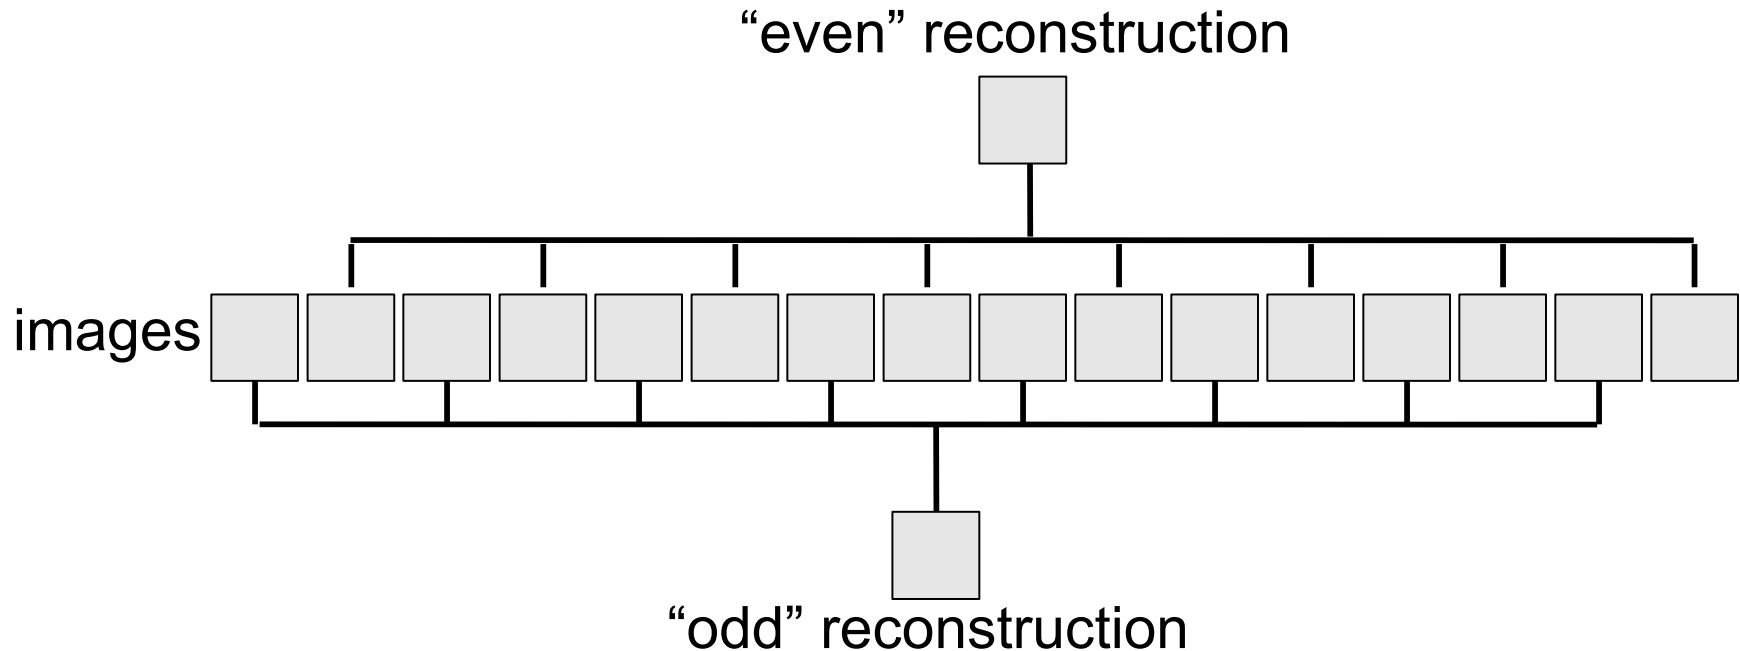 “even” reconstruction
images
“odd” reconstruction